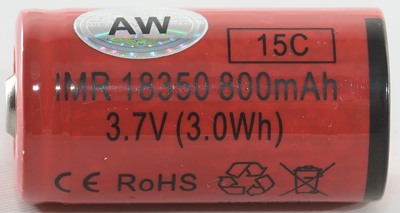 AW
15C
IMR 18350 800mAh
3.7V (3.0Wh)
CE RoHS